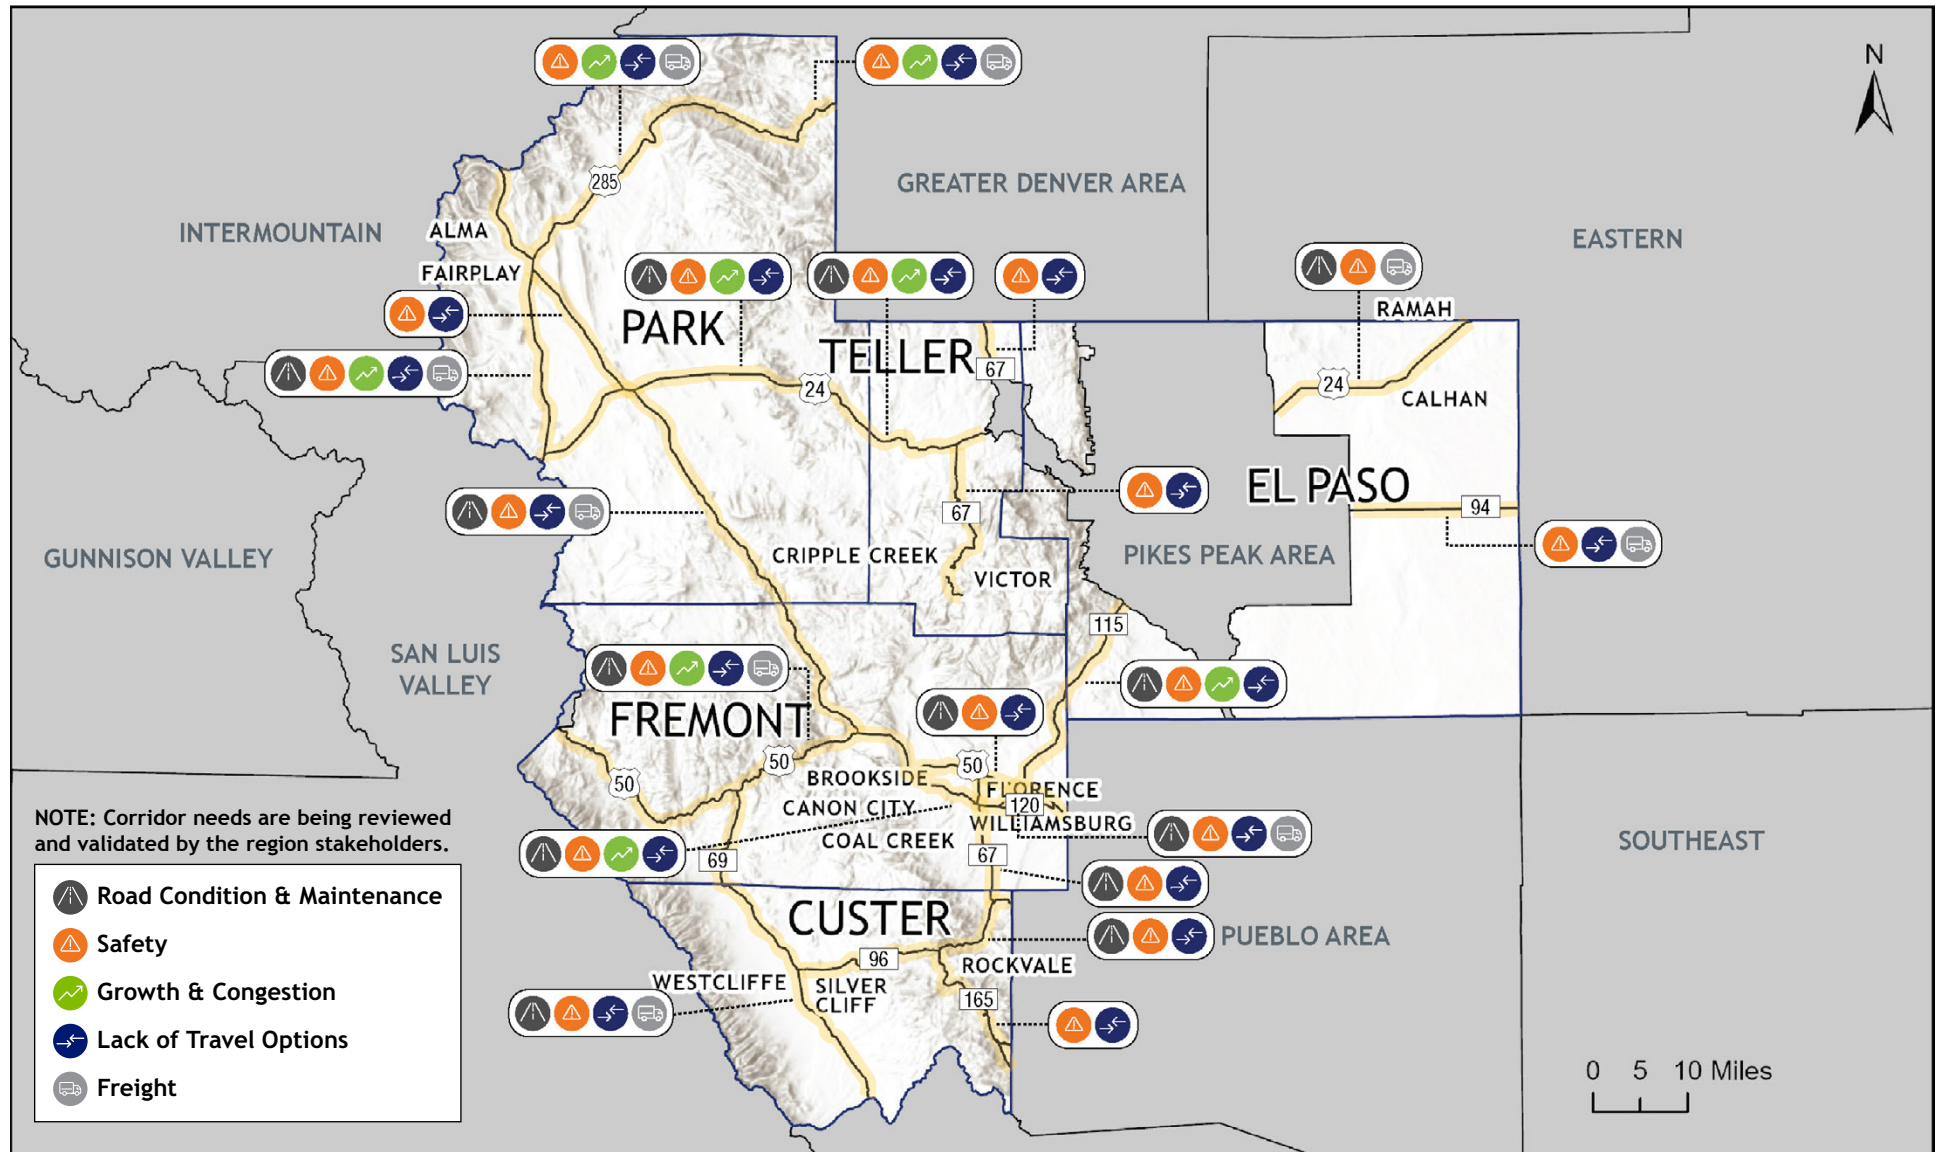 N
285
GREATER DENVER AREA
INTERMOUNTAIN
ALMA
EASTERN
FAIRPLAY
RAMAH
PARK
TELLER
67
24
24
CALHAN
EL PASO
94
67
GUNNISON VALLEY
CRIPPLE CREEK
PIKES PEAK AREA
VICTOR
115
SAN LUIS
VALLEY
FREMONT
50
50
50
BROOKSIDE
FLORENCE
CANON CITY
120
WILLIAMSBURG
COAL CREEK
67
69
SOUTHEAST
NOTE: Corridor needs are being reviewed
and validated by the region stakeholders.
Road Condition & Maintenance
Safety
Growth & Congestion
Lack of Travel Options
Freight
CUSTER
PUEBLO AREA
96
ROCKVALE
WESTCLIFFE
SILVER
CLIFF
165
0 5 10 Miles